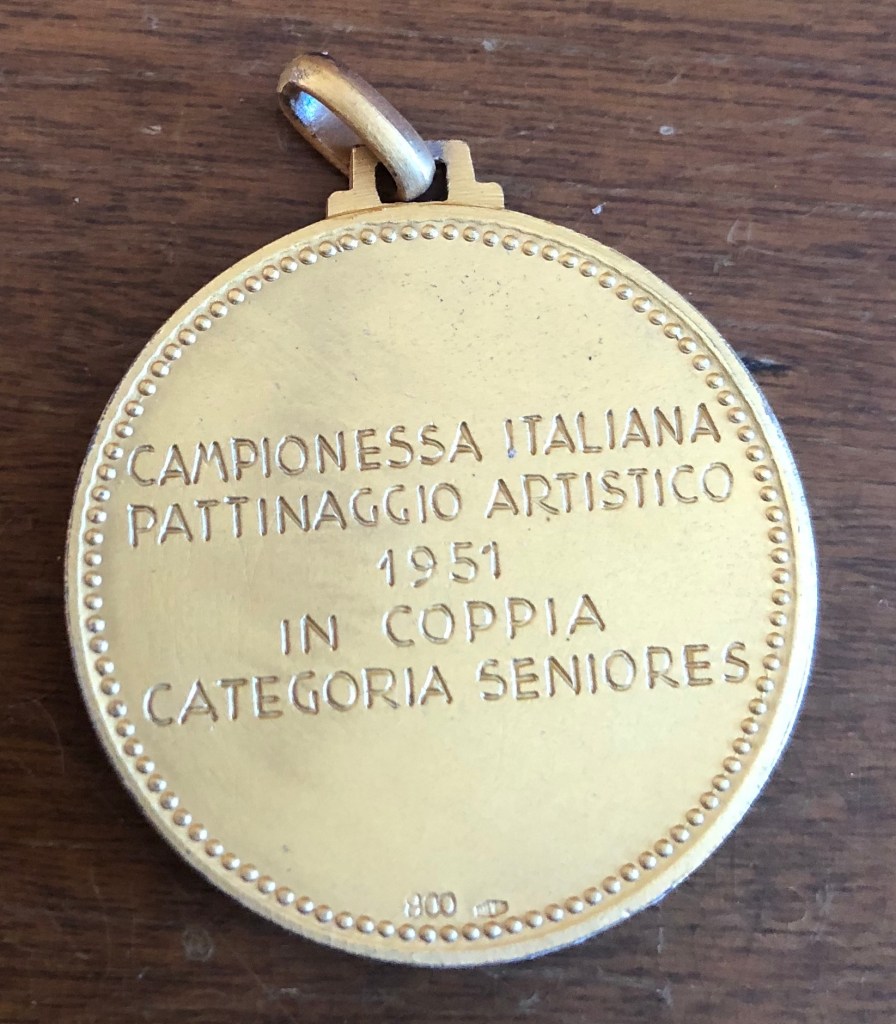 CAMPIONESSA ITALIANA
PATTINAGGIO ARTISTICO
1951
IN COPPIA
CATEGORIA SENIORES
800